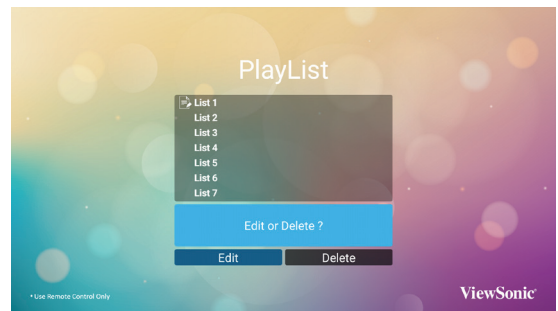 PlayList
List 1
List 2
List 3
List 4
List 5
List 6
List 7
Edit or Delete ?
Edit
Delete
* Use Remote Control Only
ViewSonic®